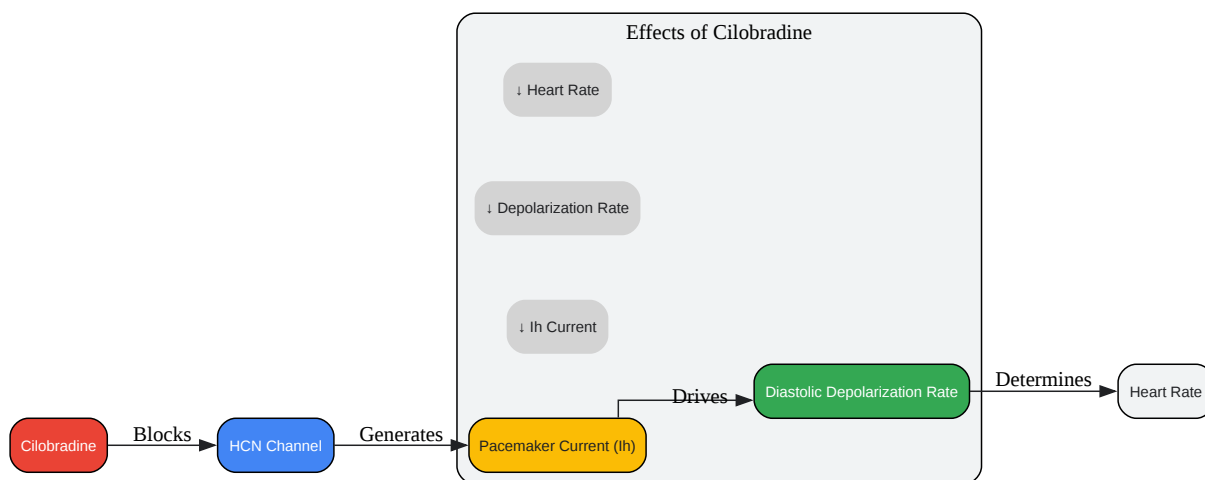 Effects of Cilobradine
↓ Heart Rate
↓ Depolarization Rate
↓ Ih Current
Cilobradine
Blocks
HCN Channel
Generates
Pacemaker Current (Ih)
Drives
Diastolic Depolarization Rate
Determines
Heart Rate